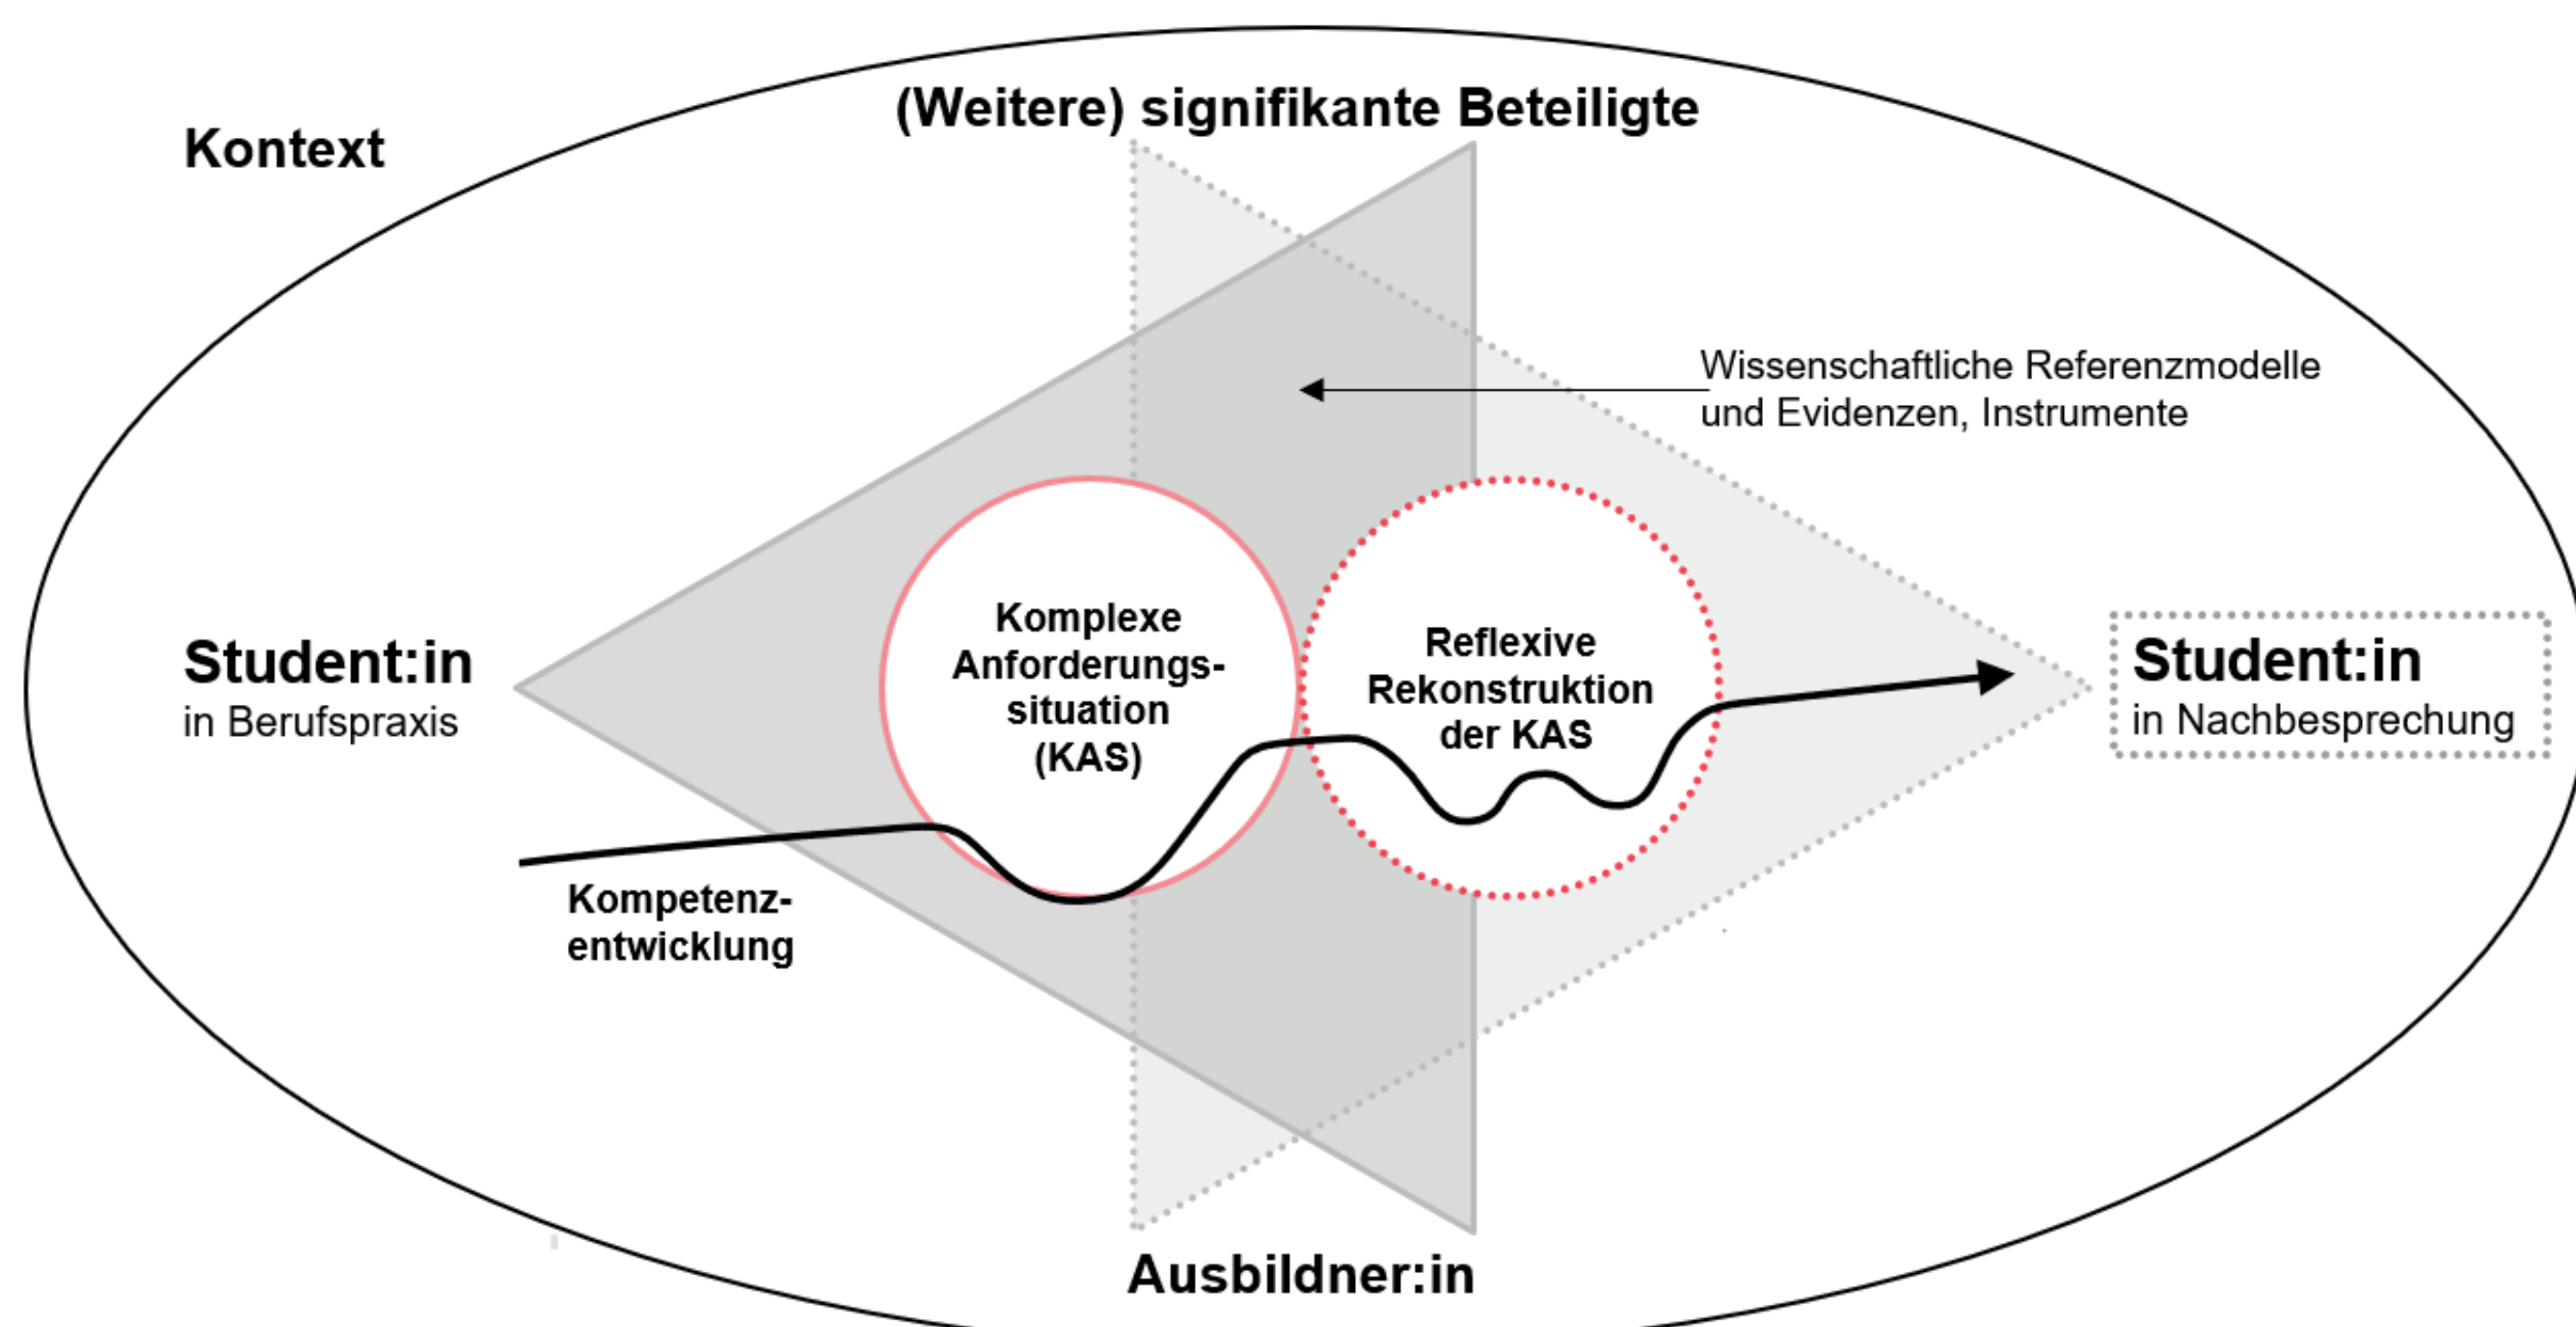 (Weitere) signifikante Beteiligte
Kontext
Wissenschaftliche Referenzmodelle
und Evidenzen, Instrumente
Student:in
in Berufspraxis
Komplexe
Anforderungs-
situation
(KAS)
Reflexive
Rekonstruktion
der KAS
Student:in
in Nachbesprechung
Kompetenz-
entwicklung
Ausbildner:in